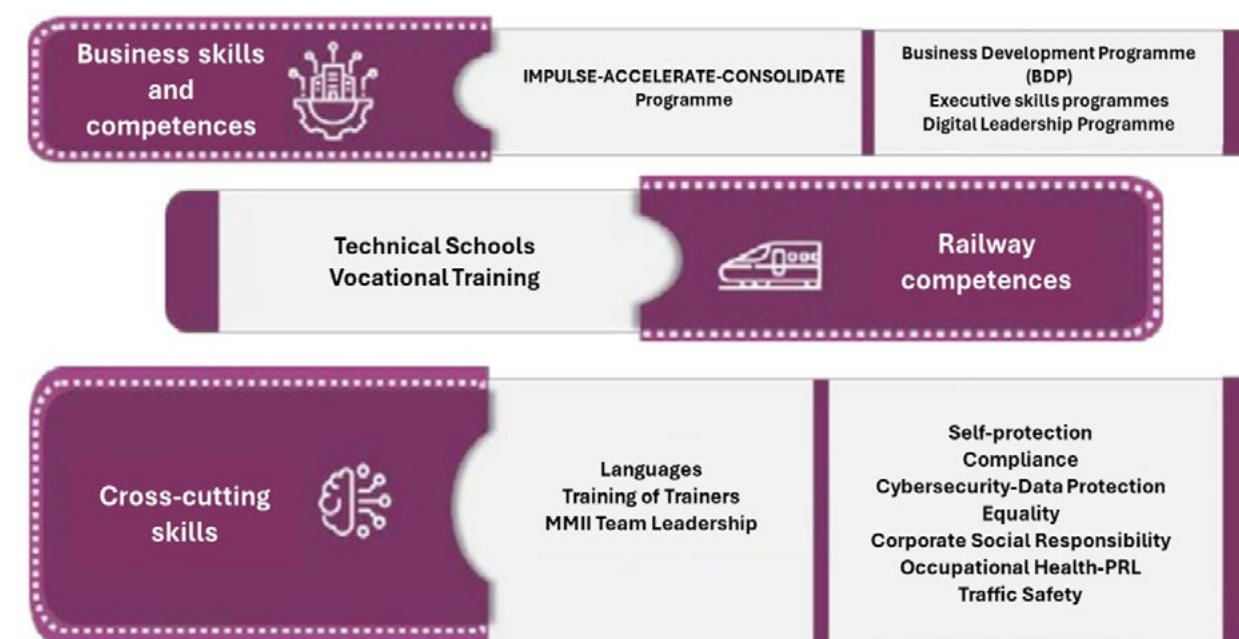 Business skills
and
competences
IMPULSE-ACCELERATE-CONSOLIDATE
Programme
Business Development Programme
(BDP)
Executive skills programmes
Digital Leadership Programme
Technical Schools
Vocational Training
Railway
competences
Cross-cutting
skills
Languages
Training of Trainers
MMII Team Leadership
Self-protection
Compliance
Cybersecurity-Data Protection
Equality
Corporate Social Responsibility
Occupational Health-PRL
Traffic Safety